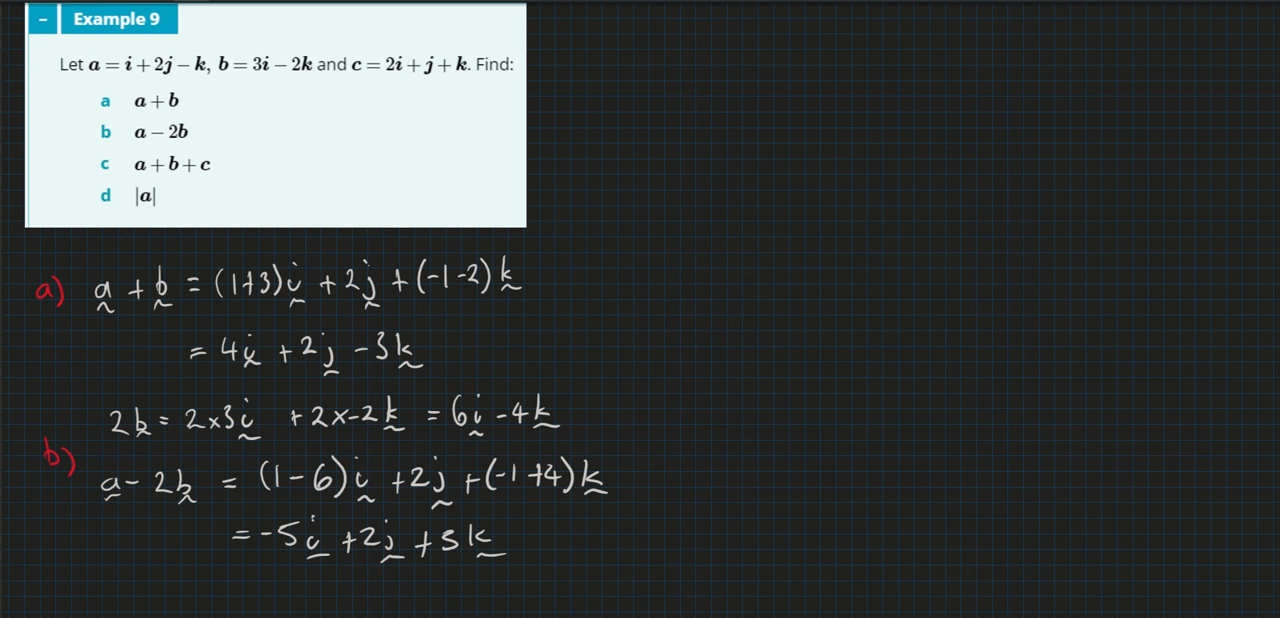 − Example 9
Let a = i + 2j − k, b = 3i − 2k and c = 2i + j + k. Find:
a a + b
b a − 2b
c a + b + c
d |a|
a) a + b = (1+3)i + 2j + (-1-2)k
= 4i + 2j - 3k
2b = 2×3i + 2×-2k = 6i - 4k
b)
a - 2b = (1-6)i + 2j + (-1+4)k
= -5i + 2j + 3k